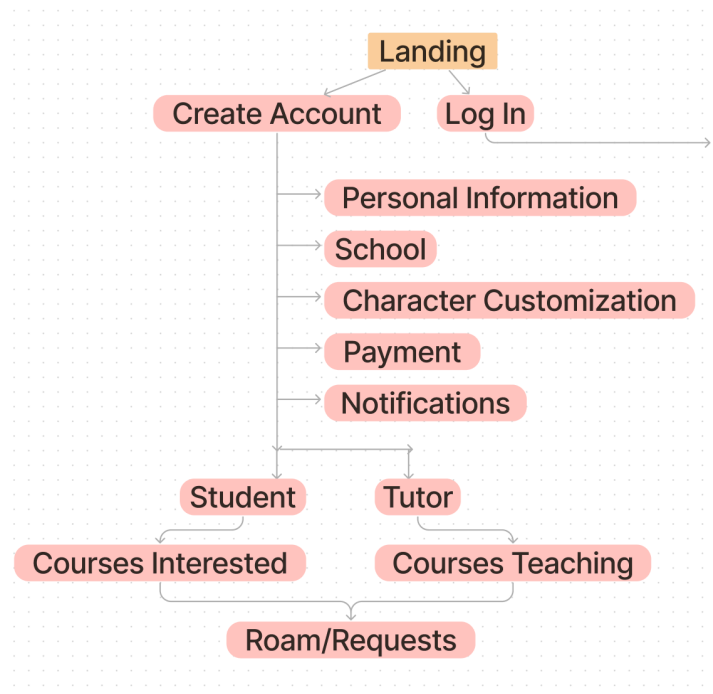 Landing
Create Account
Log In
Personal Information
School
Character Customization
Payment
Notifications
Student
Tutor
Courses Interested
Courses Teaching
Roam/Requests